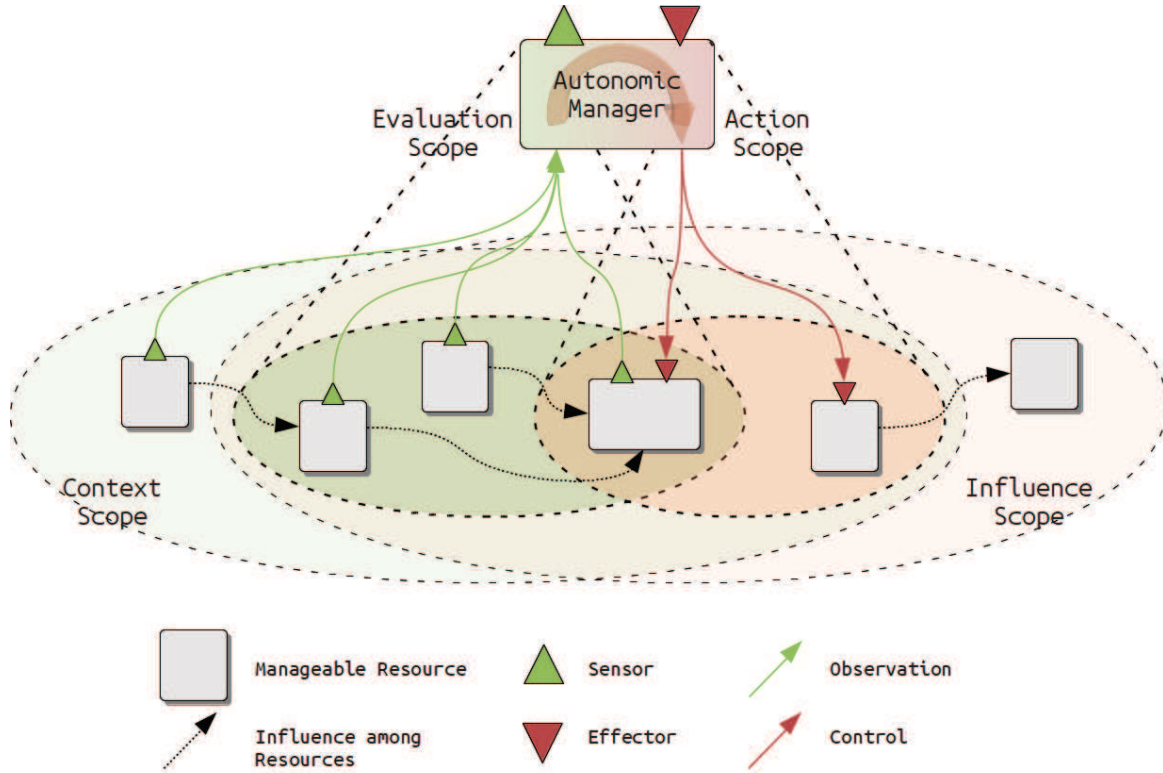 Autonomic
Manager
Evaluation
Scope
Action
Scope
Context
Scope
Influence
Scope
Manageable Resource
Sensor
Observation
Influence among
Resources
Effector
Control